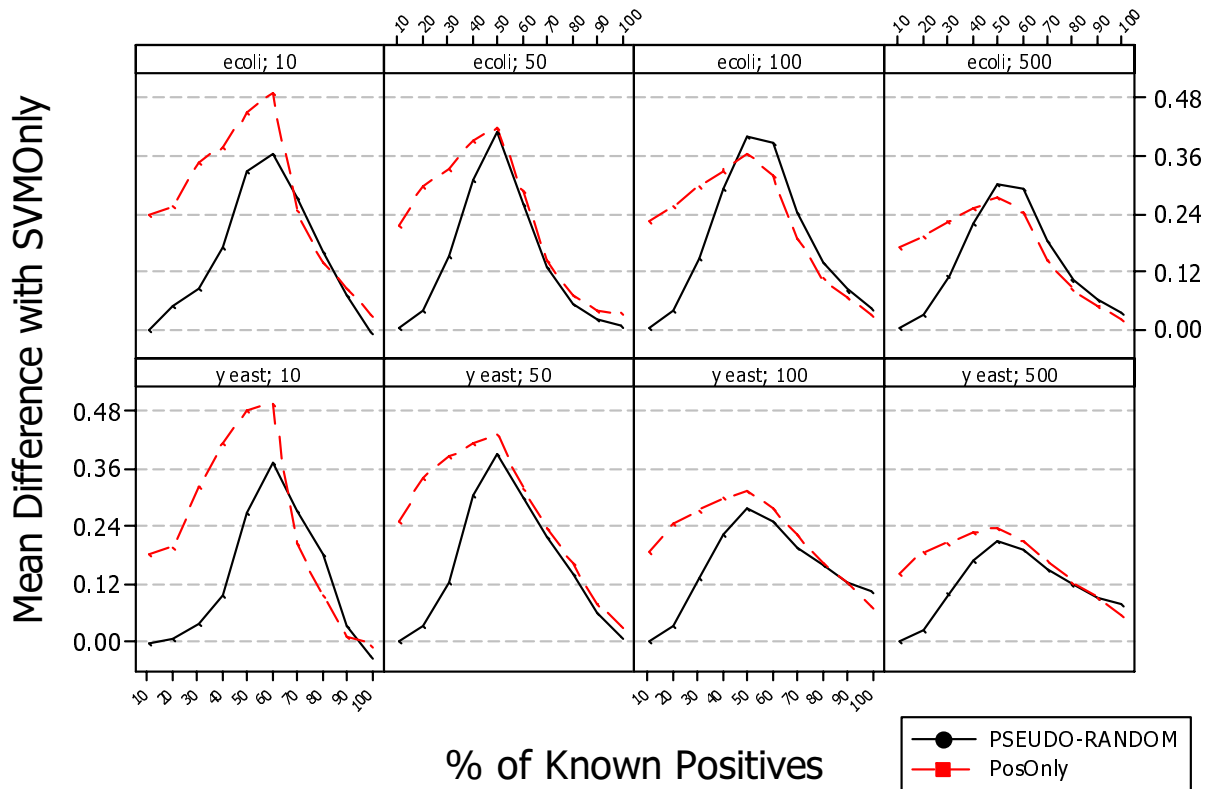 10 20 30 40 50 60 70 80 90 100 10 20 30 40 50 60 70 80 90 100
ecoli; 10 ecoli; 50 ecoli; 100 ecoli; 500
0.48
0.36
0.24
0.12
0.00
Mean Difference with SVMOnly
yeast; 10 yeast; 50 yeast; 100 yeast; 500
0.48
0.36
0.24
0.12
0.00
10 20 30 40 50 60 70 80 90 100 10 20 30 40 50 60 70 80 90 100
% of Known Positives
PSEUDO-RANDOM
PosOnly